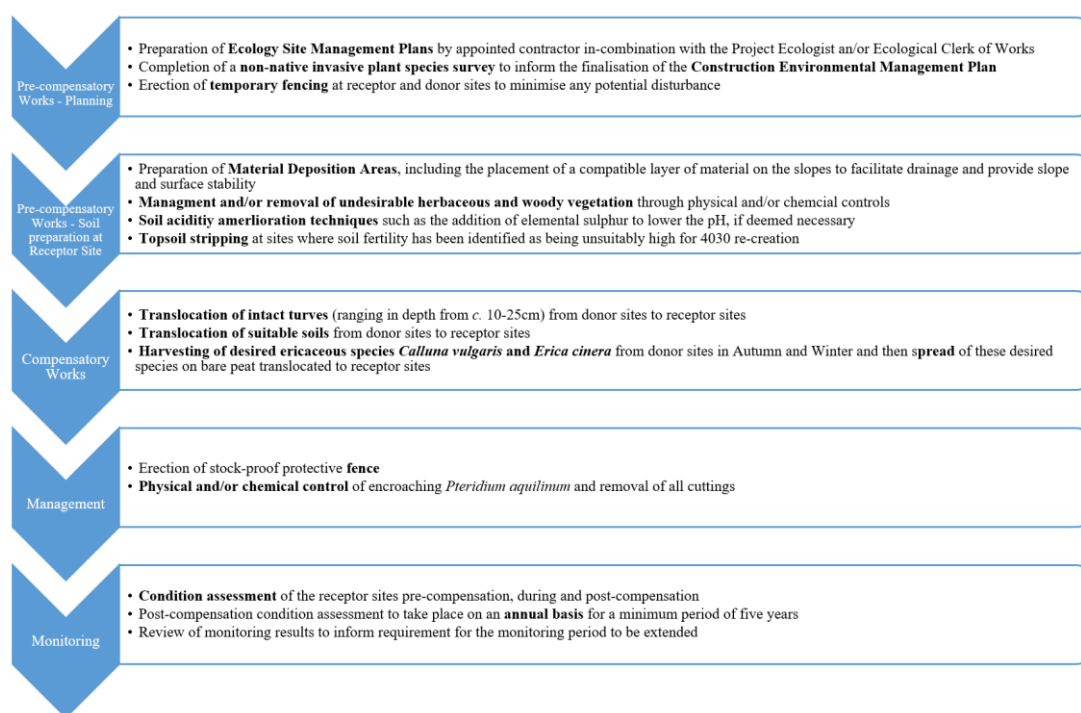 Pre-compensatory
Works - Planning
• Preparation of Ecology Site Management Plans by appointed contractor in-combination with the Project Ecologist an/or Ecological Clerk of Works
• Completion of a non-native invasive plant species survey to inform the finalisation of the Construction Environmental Management Plan
• Erection of temporary fencing at receptor and donor sites to minimise any potential disturbance
Pre-compensatory
Works - Soil
preparation at
Receptor Site
• Preparation of Material Deposition Areas, including the placement of a compatible layer of material on the slopes to facilitate drainage and provide slope
and surface stability
• Managment and/or removal of undesirable herbaceous and woody vegetation through physical and/or chemcial controls
• Soil aciditiy amerlioration techniques such as the addition of elemental sulphur to lower the pH, if deemed necessary
• Topsoil stripping at sites where soil fertility has been identified as being unsuitably high for 4030 re-creation
Compensatory
Works
• Translocation of intact turves (ranging in depth from c. 10-25cm) from donor sites to receptor sites
• Translocation of suitable soils from donor sites to receptor sites
• Harvesting of desired ericaceous species Calluna vulgaris and Erica cinera from donor sites in Autumn and Winter and then spread of these desired
species on bare peat translocated to receptor sites
Management
• Erection of stock-proof protective fence
• Physical and/or chemical control of encroaching Pteridium aquilinum and removal of all cuttings
Monitoring
• Condition assessment of the receptor sites pre-compensation, during and post-compensation
• Post-compensation condition assessment to take place on an annual basis for a minimum period of five years
• Review of monitoring results to inform requirement for the monitoring period to be extended